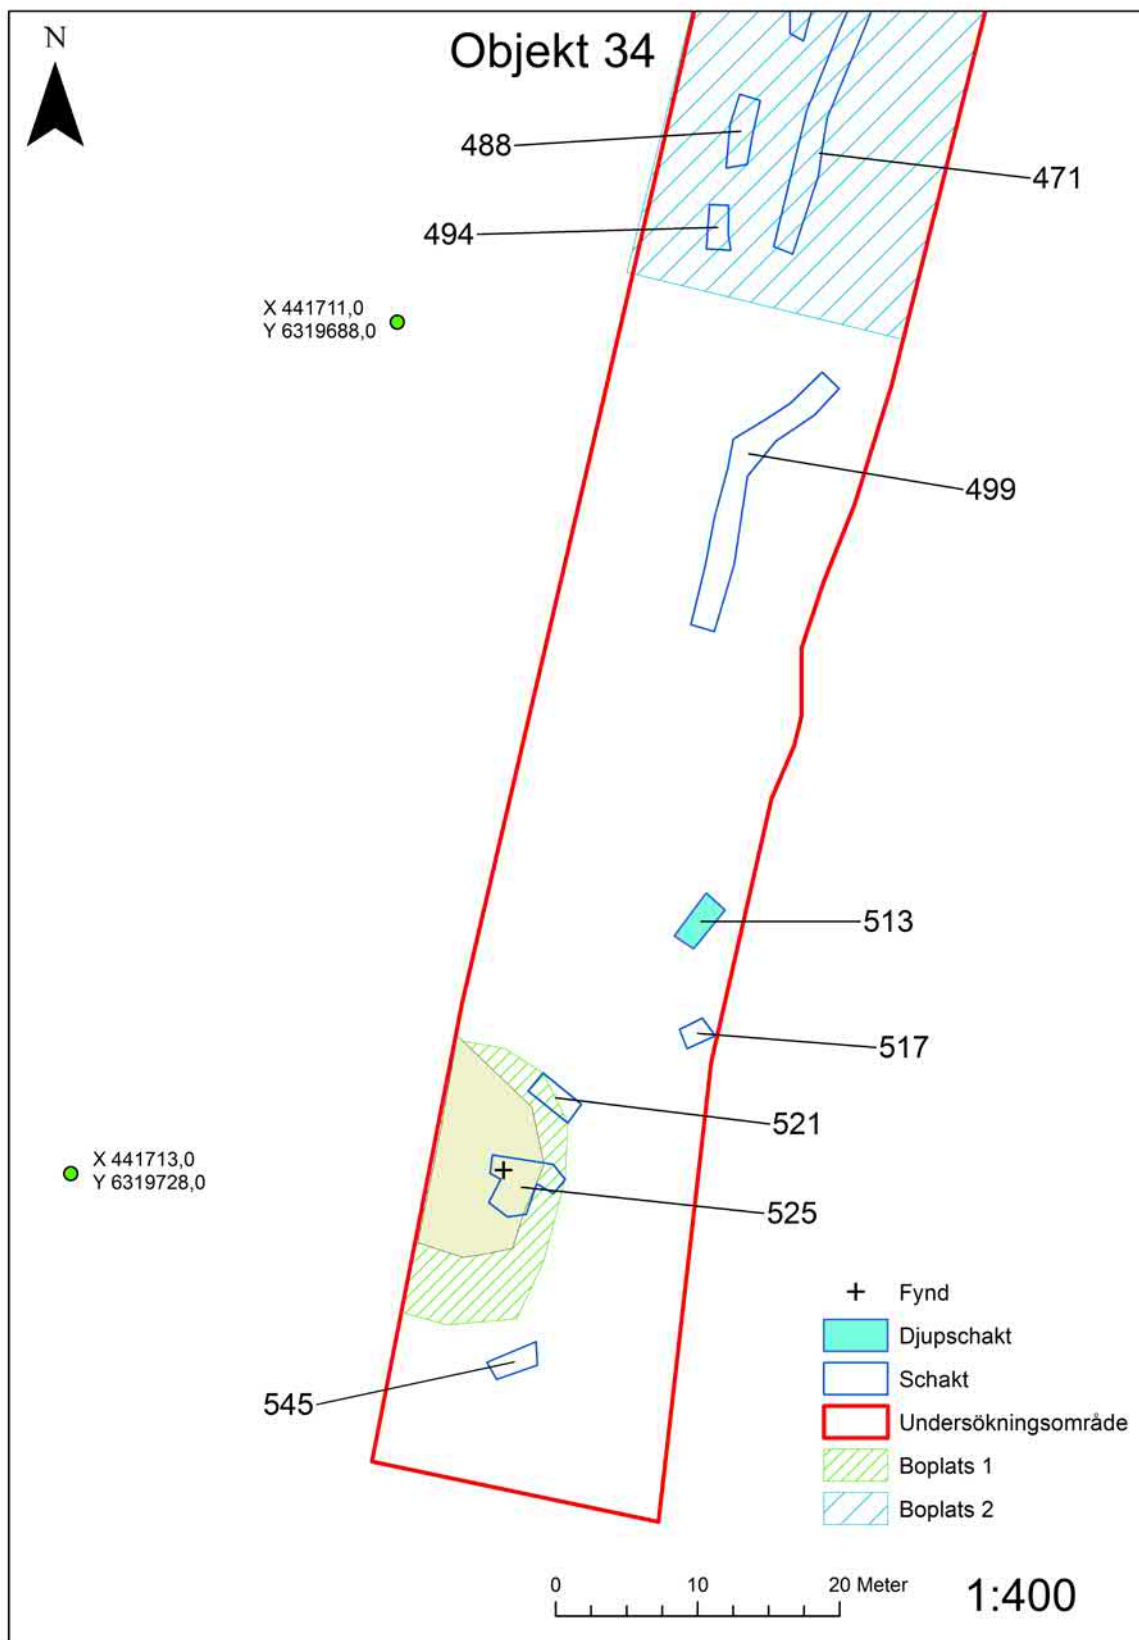 N
Objekt 34
488
471
494
X 441711,0
Y 6319688,0
499
513
517
521
X 441713,0
Y 6319728,0
525
545
Fynd
Djupschakt
Schakt
Undersökningsområde
Boplats 1
Boplats 2
0 10 20 Meter
1:400